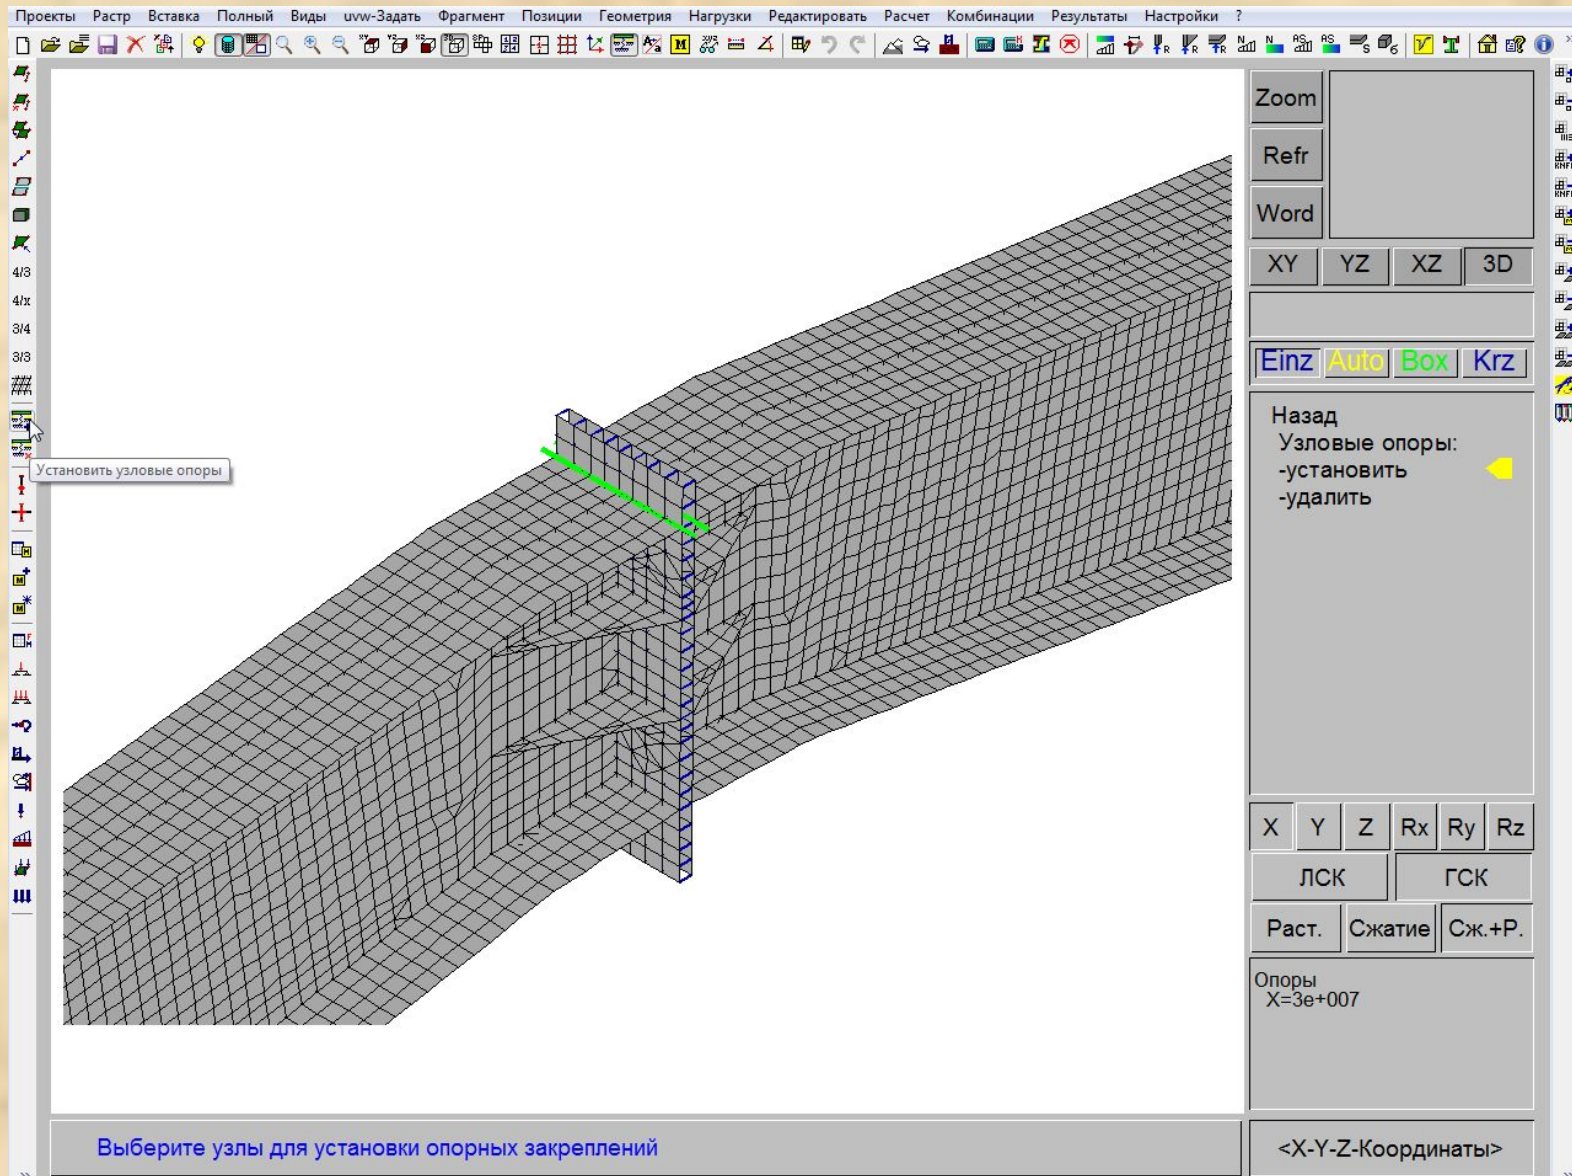 Проекты Растр Вставка Полный Виды uvw-Задать Фрагмент Позиции Геометрия Нагрузки Редактировать Расчет Комбинации Результаты Настройки ?
4/3
4/x
3/4
3/3
Установить узловые опоры
Zoom
Refr
Word
XY YZ XZ 3D
Einz Auto Box Krz
Назад
Узловые опоры:
-установить
-удалить
X Y Z Rx Ry Rz
ЛСК ГСК
Раст. Сжатие Сж.+Р.
Опоры
X=3e+007
Выберите узлы для установки опорных закреплений
<X-Y-Z-Координаты>